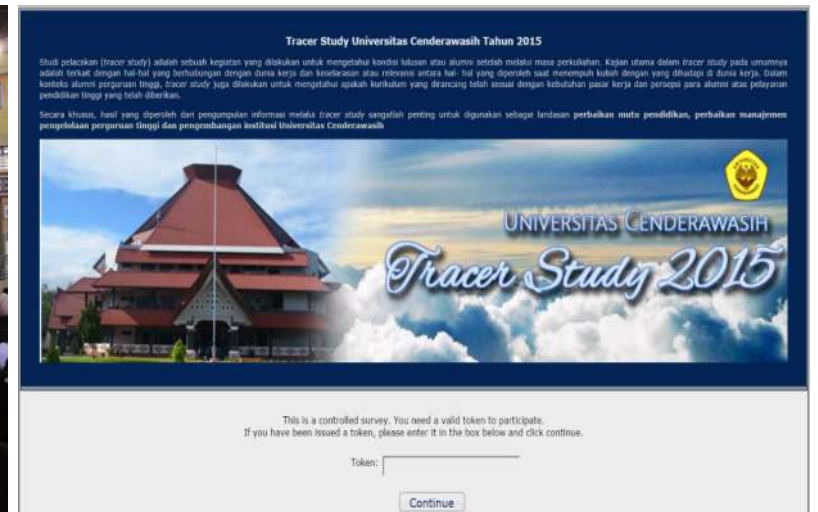 Tracer Study Universitas Cenderawasih Tahun 2015
Studi pelacakan (tracer study) adalah sebuah kegiatan yang dilakukan untuk mengetahui kondisi lulusan atau alumni setelah melalui masa perkuliahan. Kajian utama dalam tracer study pada umumnya
adalah terkait dengan hal-hal yang berhubungan dengan dunia kerja dan keselarasan atau relevansi antara hal- hal yang diperoleh saat menempuh kuliah dengan yang dihadapi di dunia kerja. Dalam
konteks alumni perguruan tinggi, tracer study juga dilakukan untuk mengetahui apakah kurikulum yang dirancang telah sesuai dengan kebutuhan pasar kerja dan persepsi para alumni atas pelayanan
pendidikan tinggi yang telah diberikan.
Secara khusus, hasil yang diperoleh dari pengumpulan informasi melalui tracer study sangatlah penting untuk digunakan sebagai landasan perbaikan mutu pendidikan, perbaikan manajemen
pengelolaan perguruan tinggi dan pengembangan institusi Universitas Cenderawasih
UNIVERSITAS CENDERAWASIH
Tracer Study 2015
This is a controlled survey. You need a valid token to participate.
If you have been issued a token, please enter it in the box below and click continue.
Token:
Continue